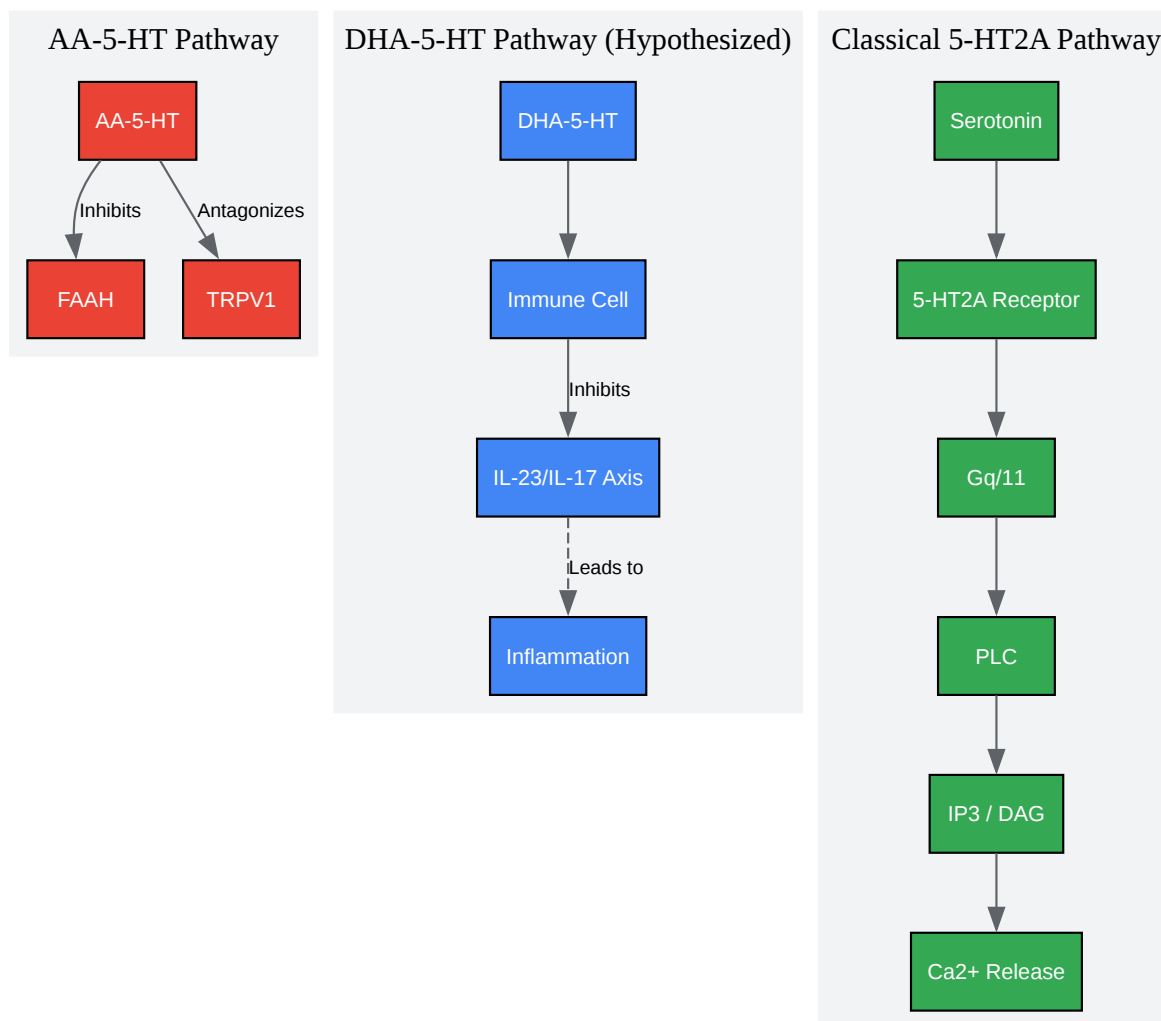 AA-5-HT Pathway
AA-5-HT
Inhibits
Antagonizes
FAAH
TRPV1
DHA-5-HT Pathway (Hypothesized)
DHA-5-HT
Immune Cell
Inhibits
IL-23/IL-17 Axis
Leads to
Inflammation
Classical 5-HT2A Pathway
Serotonin
5-HT2A Receptor
Gq/11
PLC
IP3 / DAG
Ca2+ Release